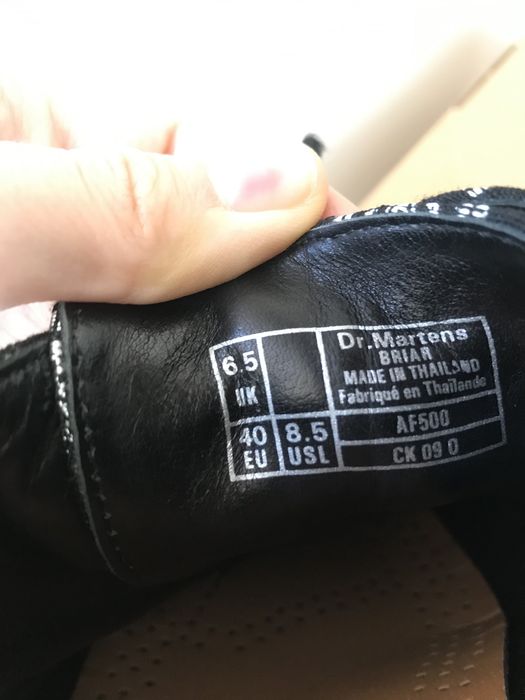 6.5
UK
40
EU
8.5
USL
Dr.Martens
BRIAR
MADE IN THAILAND
Fabriqué en Thaïlande
AF500
CK 09 0